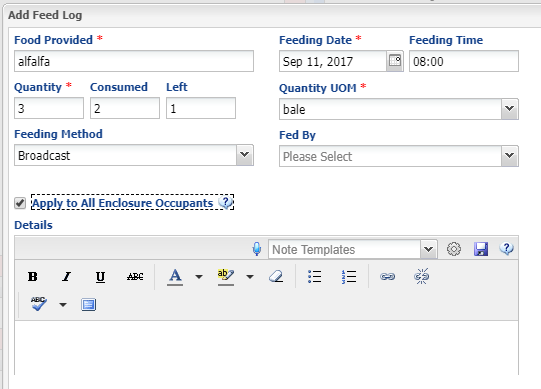 Add Feed Log
Food Provided * Feeding Date * Feeding Time
alfalfa Sep 11, 2017 08:00
Quantity * Consumed Left Quantity UOM *
3 2 1 bale
Feeding Method Fed By
Broadcast Please Select
Apply to All Enclosure Occupants ?
Details
Note Templates ?
B I U ABC A ab
ABC